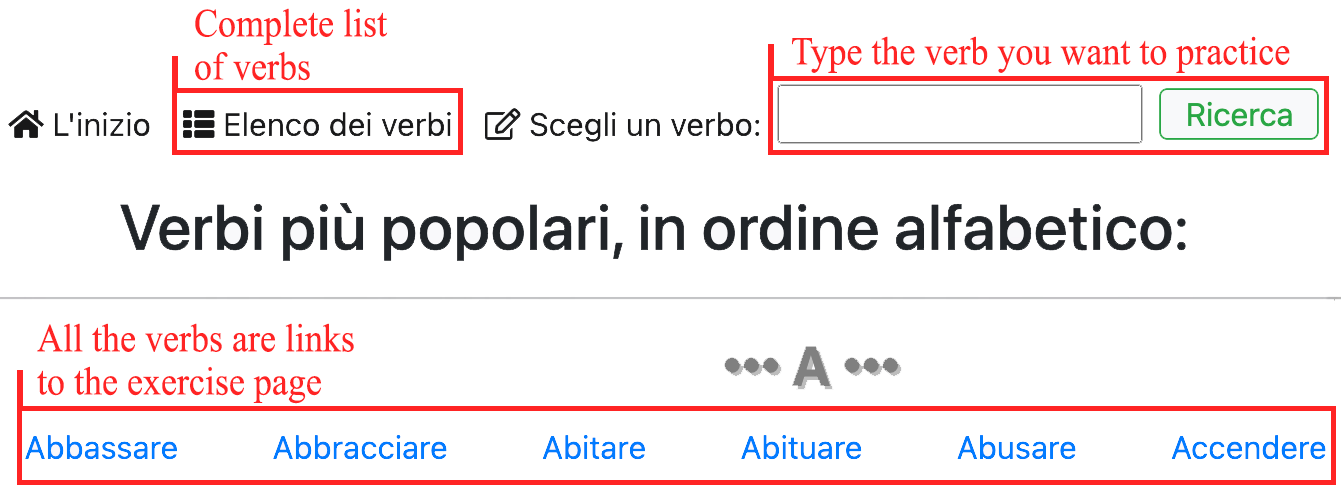 Complete list
of verbs
Type the verb you want to practice
L'inizio Elenco dei verbi Scegli un verbo: Ricerca
Verbi più popolari, in ordine alfabetico:
All the verbs are links
to the exercise page
••• A •••
Abbassare Abbracciare Abitare Abituare Abusare Accendere